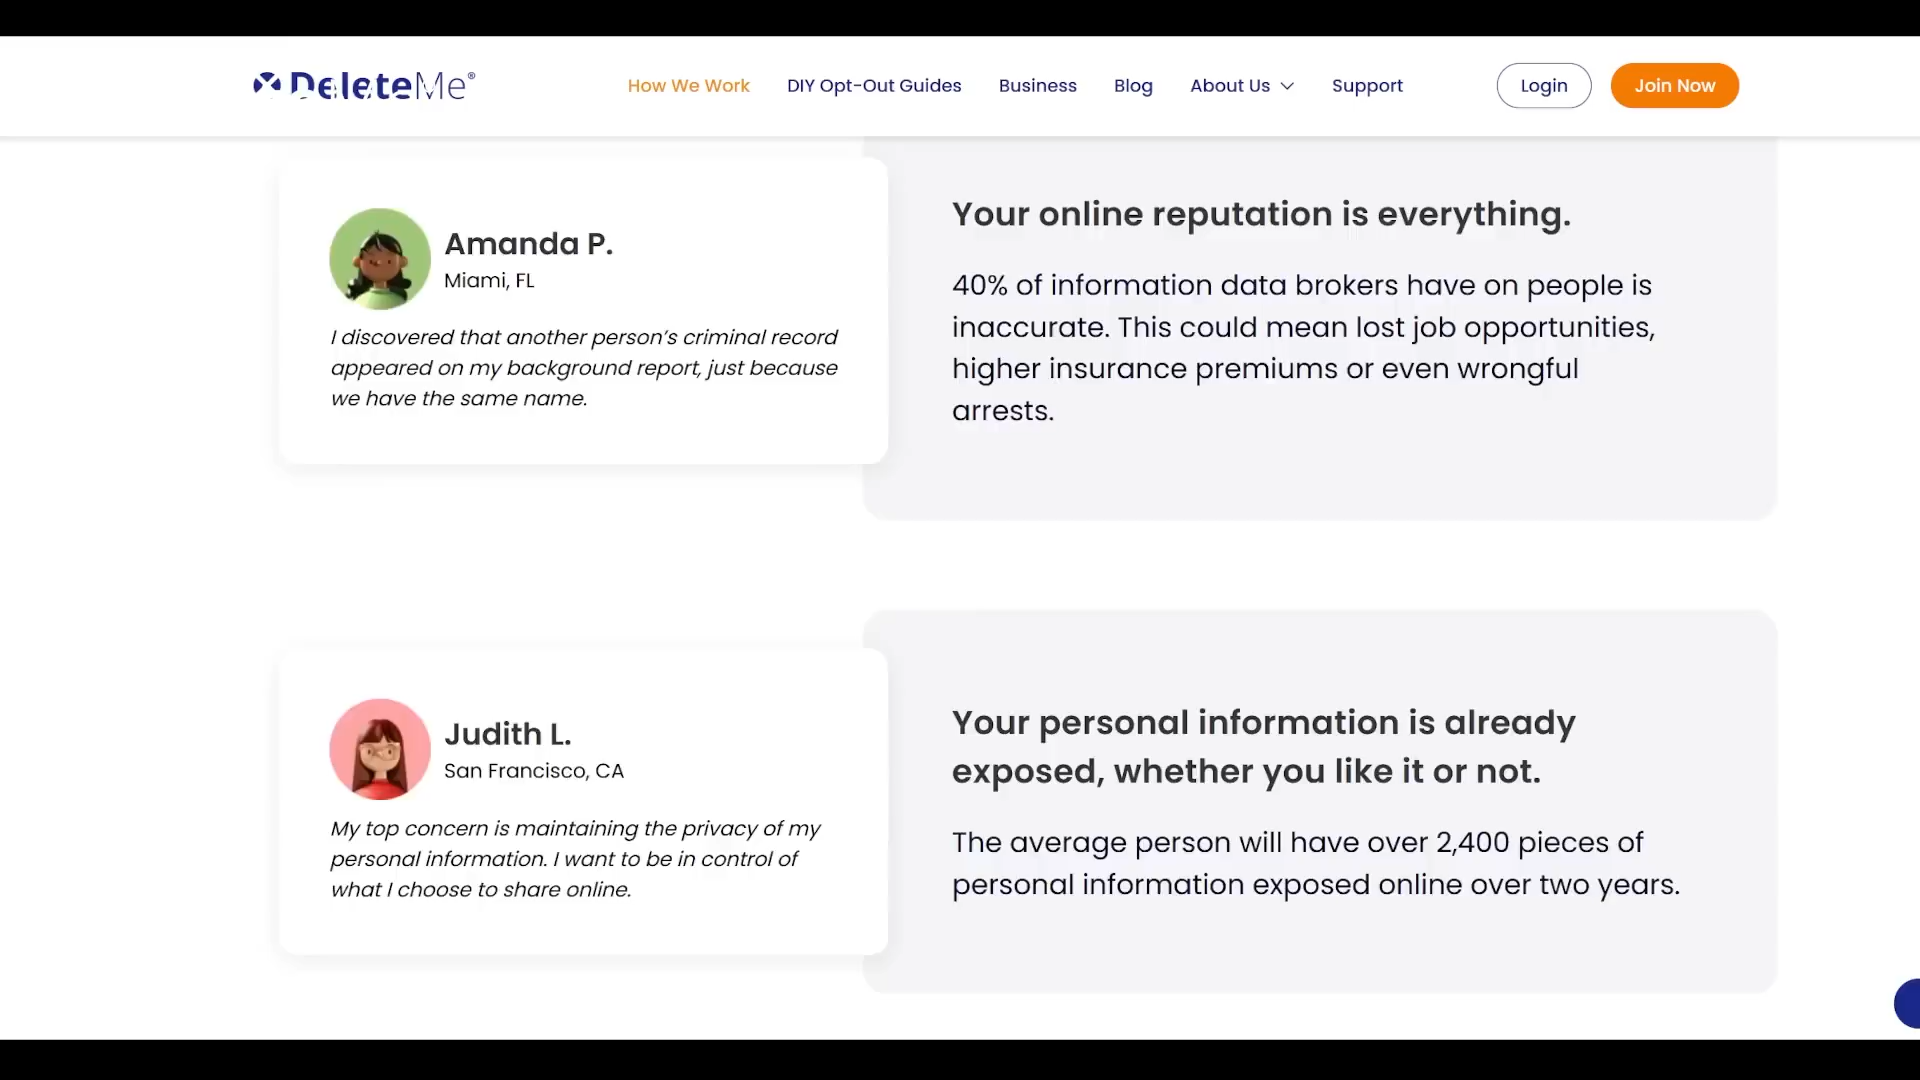 DeleteMe®
How We Work
DIY Opt-Out Guides
Business
Blog
About Us
Support
Login
Join Now
Amanda P.
Miami, FL
I discovered that another person's criminal record
appeared on my background report, just because
we have the same name.
Your online reputation is everything.
40% of information data brokers have on people is
inaccurate. This could mean lost job opportunities,
higher insurance premiums or even wrongful
arrests.
Judith L.
San Francisco, CA
My top concern is maintaining the privacy of my
personal information. I want to be in control of
what I choose to share online.
Your personal information is already
exposed, whether you like it or not.
The average person will have over 2,400 pieces of
personal information exposed online over two years.